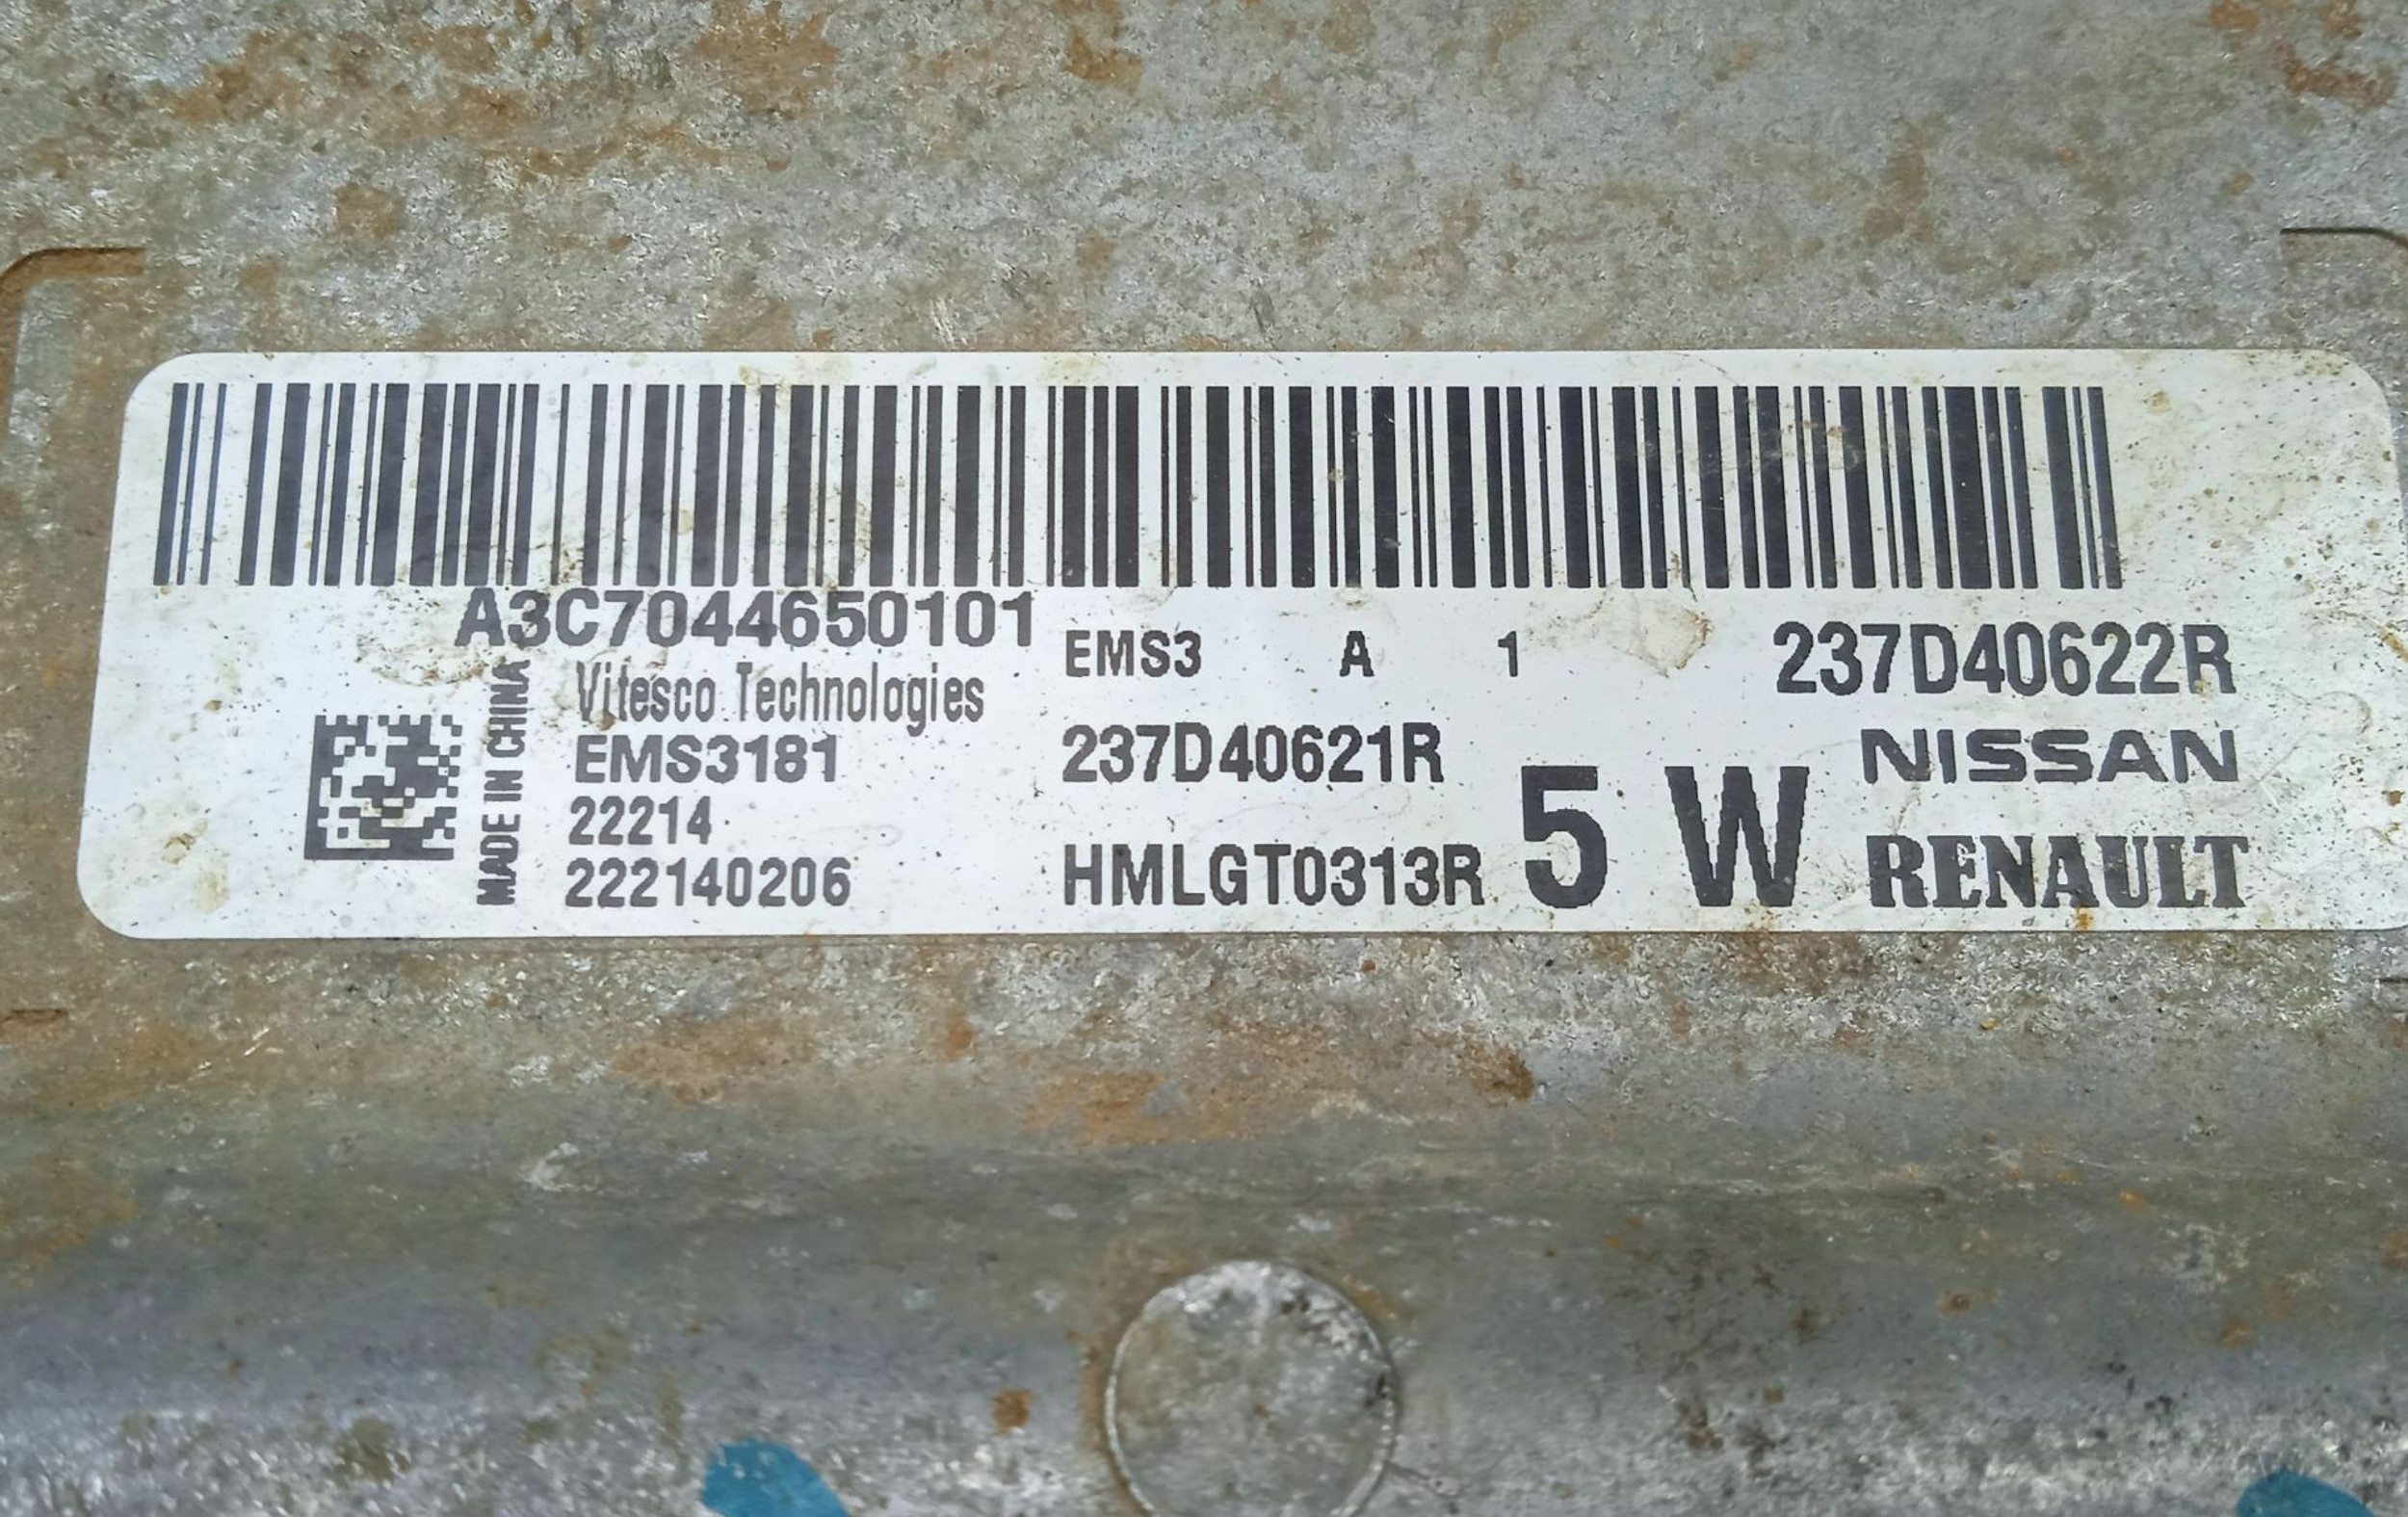 A3C7044650101
MADE IN CHINA
Vitesco Technologies
EMS3181
22214
222140206
EMS3 A 1
237D40621R
HMLGT0313R
5 W
237D40622R
NISSAN
RENAULT